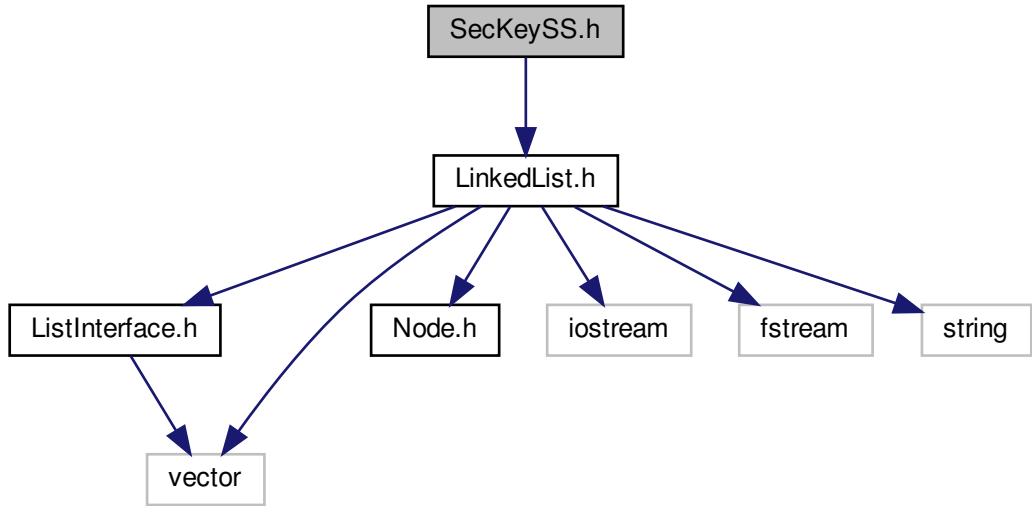 SecKeySS.h
LinkedList.h
ListInterface.h
Node.h
iostream
fstream
string
vector